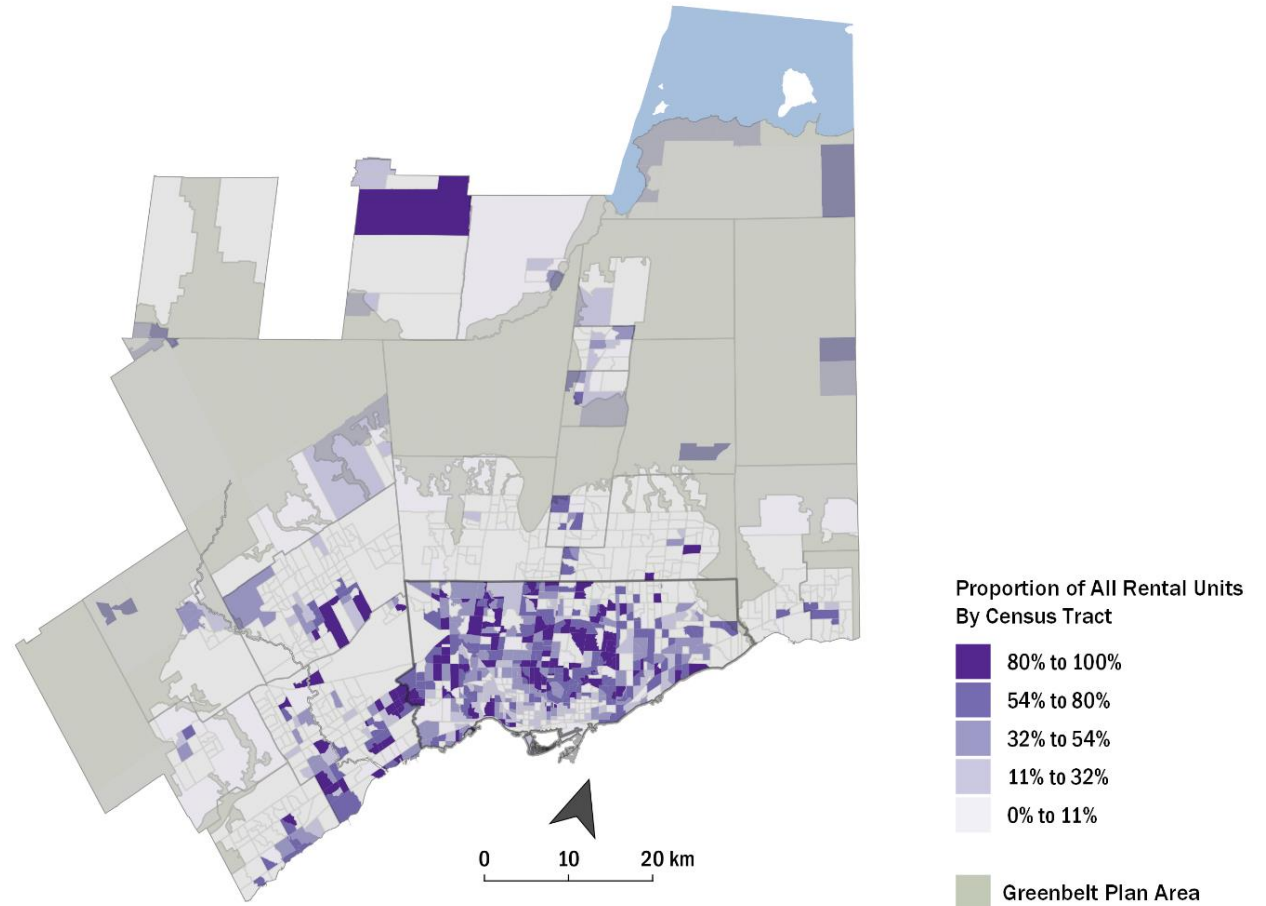 Proportion of All Rental Units
By Census Tract
80% to 100%
54% to 80%
32% to 54%
11% to 32%
0% to 11%
Greenbelt Plan Area
0 10 20 km